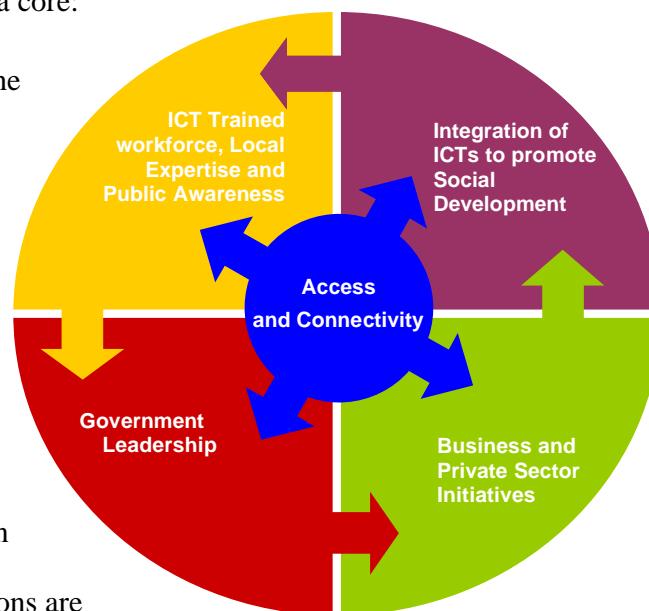 a core:
ne
ICT Trained
workforce, Local
Expertise and
Public Awareness
Integration of
ICTs to promote
Social
Development
Access
and Connectivity
Government
Leadership
Business and
Private Sector
Initiatives
n
ons are